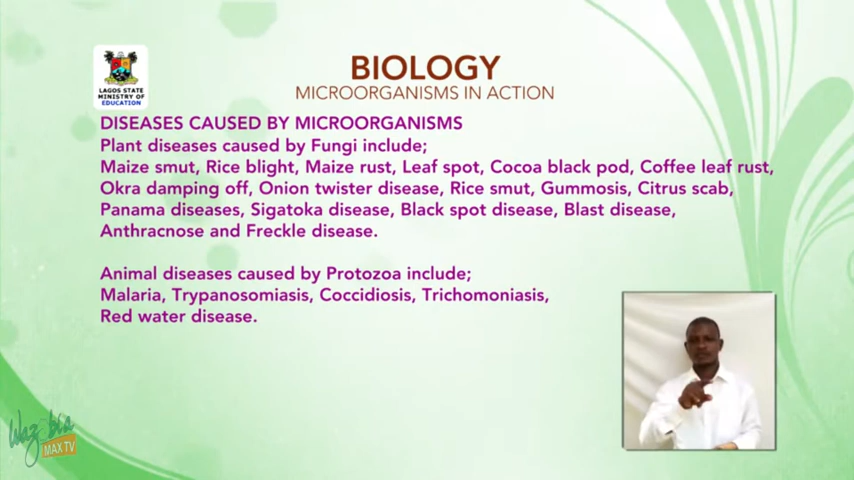 LAGOS STATE
MINISTRY OF
EDUCATION
BIOLOGY
MICROORGANISMS IN ACTION
DISEASES CAUSED BY MICROORGANISMS
Plant diseases caused by Fungi include;
Maize smut, Rice blight, Maize rust, Leaf spot, Cocoa black pod, Coffee leaf rust,
Okra damping off, Onion twister disease, Rice smut, Gummosis, Citrus scab,
Panama diseases, Sigatoka disease, Black spot disease, Blast disease,
Anthracnose and Freckle disease.
Animal diseases caused by Protozoa include;
Malaria, Trypanosomiasis, Coccidiosis, Trichomoniasis,
Red water disease.
Wazobia
MAX TV